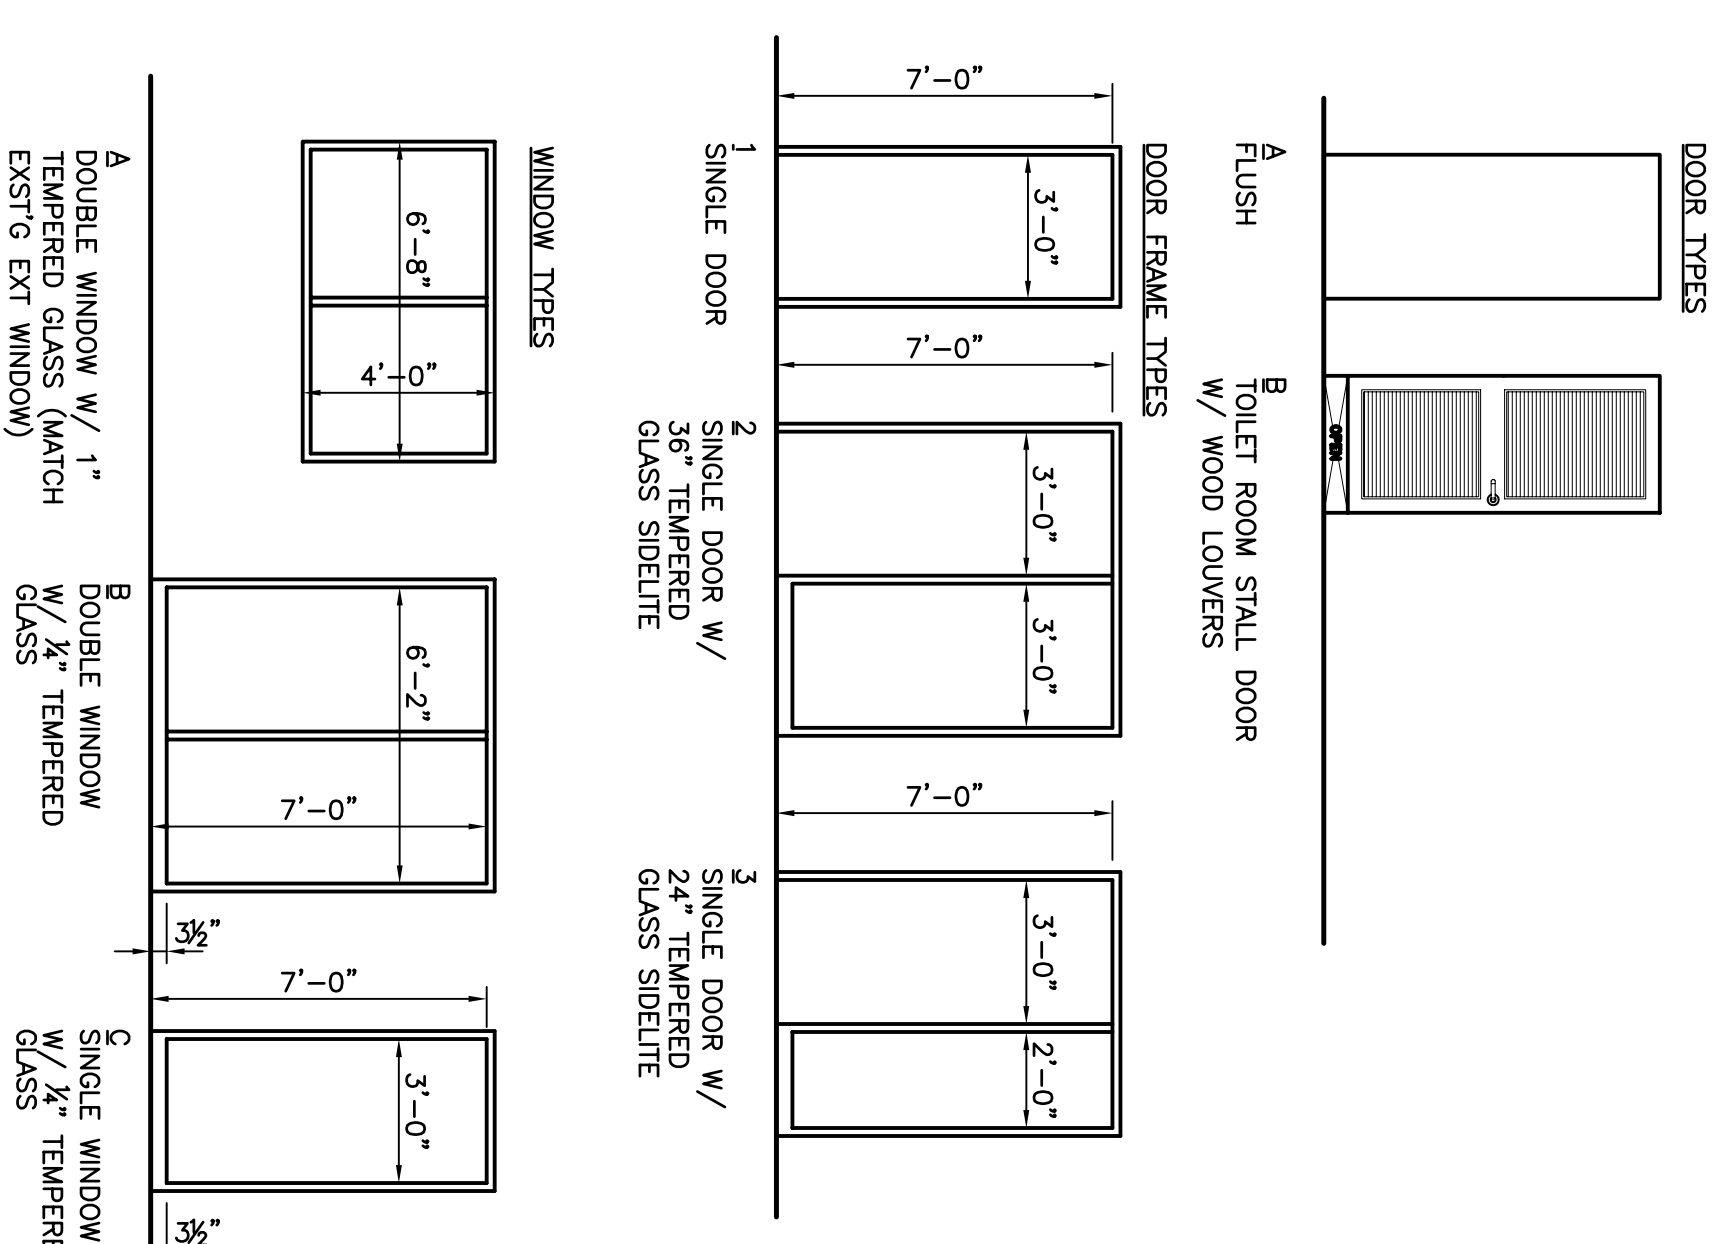 DOOR TYPES
OPEN
A
FLUSH
B
TOILET ROOM STALL DOOR
W/ WOOD LOUVERS
DOOR FRAME TYPES
7'-0"
3'-0"
7'-0"
3'-0"
3'-0"
7'-0"
3'-0"
2'-0"
1
SINGLE DOOR
2
SINGLE DOOR W/
36" TEMPERED
GLASS SIDELITE
3
SINGLE DOOR W/
24" TEMPERED
GLASS SIDELITE
WINDOW TYPES
6'-8"
4'-0"
6'-2"
7'-0"
3½"
7'-0"
3'-0"
3½"
A
DOUBLE WINDOW W/ 1"
TEMPERED GLASS (MATCH
EXST'G EXT WINDOW)
B
DOUBLE WINDOW
W/ ¼" TEMPERED
GLASS
C
SINGLE WINDOW
W/ ¼"
GLASS